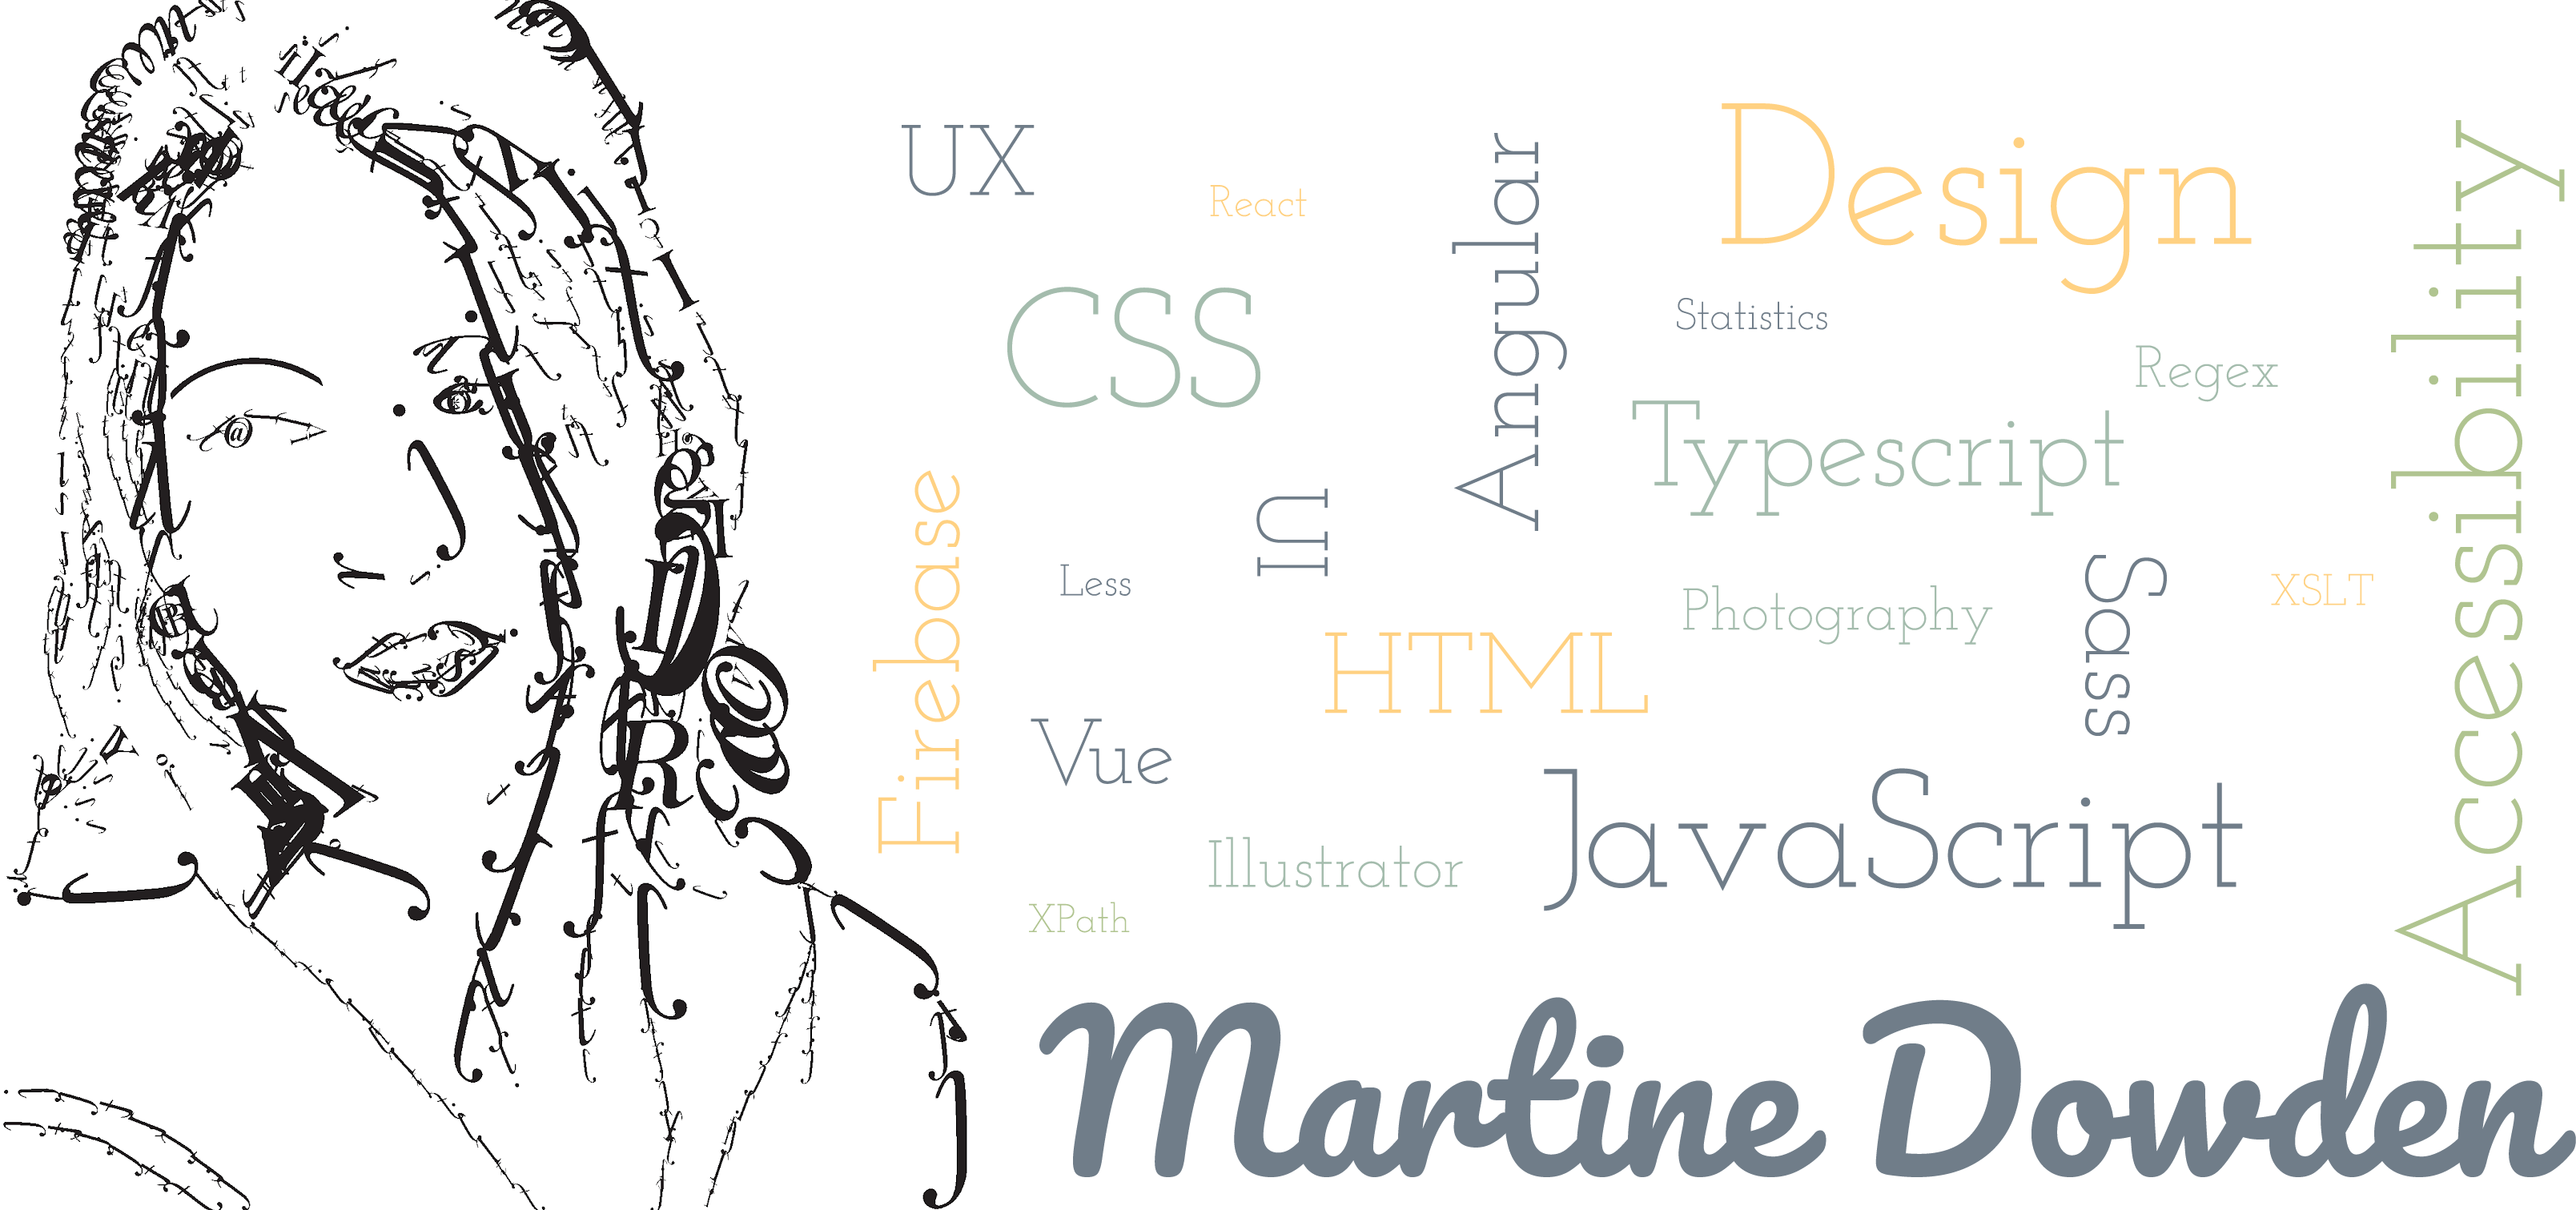 UX
React
Angular
Design
Accessibility
CSS
Statistics
Regex
Typescript
Firebase
UI
Less
Photography
Sass
XSLT
HTML
Vue
JavaScript
Illustrator
XPath
Martine Dowden